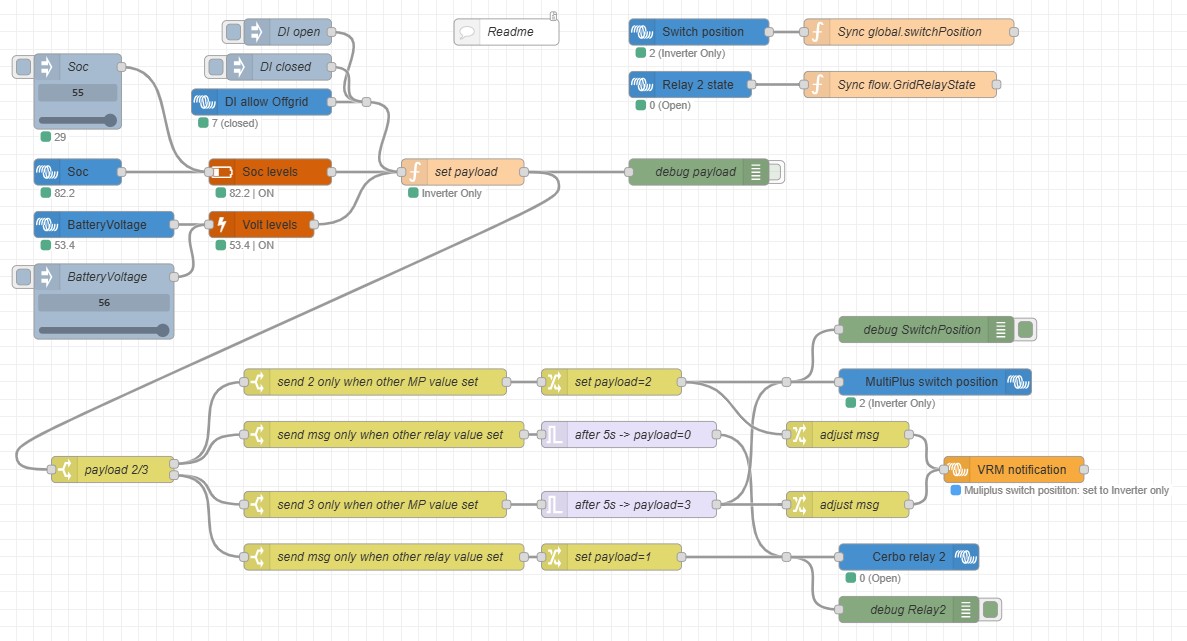 DI open
Readme
Switch position
Sync global.switchPosition
2 (Inverter Only)
Soc
55
29
DI closed
Relay 2 state
Sync flow.GridRelayState
0 (Open)
DI allow Offgrid
7 (closed)
Soc
82.2
Soc levels
82.2 | ON
set payload
Inverter Only
debug payload
BatteryVoltage
53.4
Volt levels
53.4 | ON
BatteryVoltage
56
debug SwitchPosition
send 2 only when other MP value set
set payload=2
MultiPlus switch position
2 (Inverter Only)
send msg only when other relay value set
after 5s -> payload=0
adjust msg
payload 2/3
VRM notification
Muliplus switch posititon: set to Inverter only
send 3 only when other MP value set
after 5s -> payload=3
adjust msg
send msg only when other relay value set
set payload=1
Cerbo relay 2
0 (Open)
debug Relay2